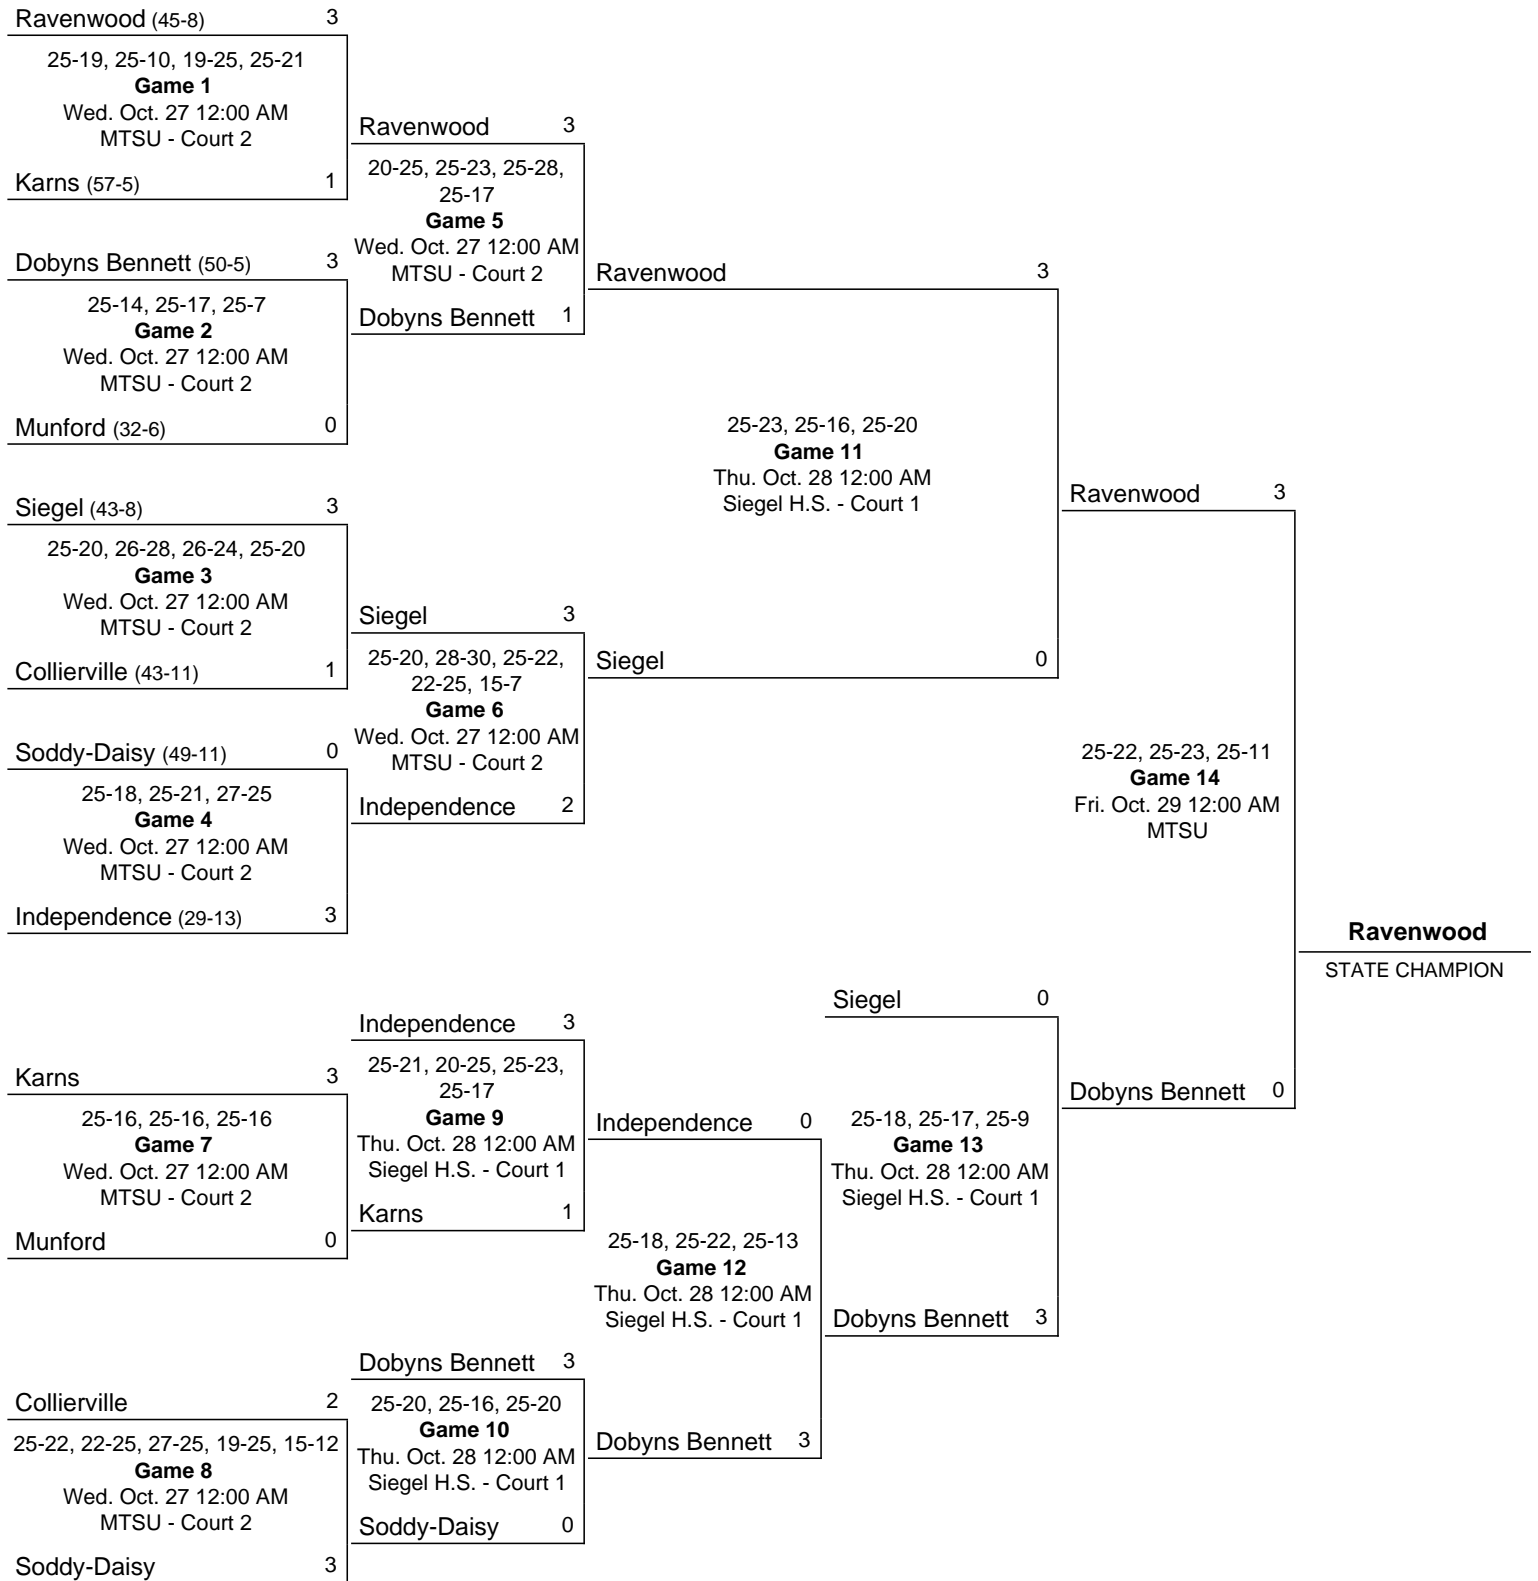 Ravenwood (45-8) 3
25-19, 25-10, 19-25, 25-21
Game 1
Wed. Oct. 27 12:00 AM
MTSU - Court 2
Karns (57-5) 1
Dobyns Bennett (50-5) 3
25-14, 25-17, 25-7
Game 2
Wed. Oct. 27 12:00 AM
MTSU - Court 2
Munford (32-6) 0
Siegel (43-8) 3
25-20, 26-28, 26-24, 25-20
Game 3
Wed. Oct. 27 12:00 AM
MTSU - Court 2
Collierville (43-11) 1
Soddy-Daisy (49-11) 0
25-18, 25-21, 27-25
Game 4
Wed. Oct. 27 12:00 AM
MTSU - Court 2
Independence (29-13) 3
Karns 3
25-16, 25-16, 25-16
Game 7
Wed. Oct. 27 12:00 AM
MTSU - Court 2
Munford 0
Collierville 2
25-22, 22-25, 27-25, 19-25, 15-12
Game 8
Wed. Oct. 27 12:00 AM
MTSU - Court 2
Soddy-Daisy 3
Ravenwood 3
20-25, 25-23, 25-28,
25-17
Game 5
Wed. Oct. 27 12:00 AM
MTSU - Court 2
Dobyns Bennett 1
Siegel 3
25-20, 28-30, 25-22,
22-25, 15-7
Game 6
Wed. Oct. 27 12:00 AM
MTSU - Court 2
Independence 2
Independence 3
25-21, 20-25, 25-23,
25-17
Game 9
Thu. Oct. 28 12:00 AM
Siegel H.S. - Court 1
Karns 1
Dobyns Bennett 3
25-20, 25-16, 25-20
Game 10
Thu. Oct. 28 12:00 AM
Siegel H.S. - Court 1
Soddy-Daisy 0
Ravenwood 3
25-23, 25-16, 25-20
Game 11
Thu. Oct. 28 12:00 AM
Siegel H.S. - Court 1
Siegel 0
Independence 0
25-18, 25-22, 25-13
Game 12
Thu. Oct. 28 12:00 AM
Siegel H.S. - Court 1
Dobyns Bennett 3
Siegel 0
25-18, 25-17, 25-9
Game 13
Thu. Oct. 28 12:00 AM
Siegel H.S. - Court 1
Dobyns Bennett 3
Ravenwood 3
25-22, 25-23, 25-11
Game 14
Fri. Oct. 29 12:00 AM
MTSU
Dobyns Bennett 0
Ravenwood
STATE CHAMPION